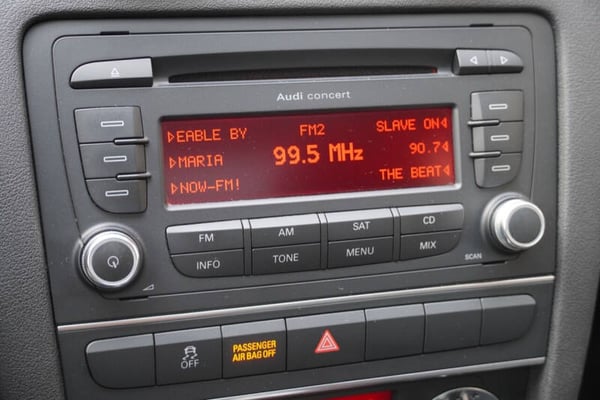 Audi concert
▷EABLE BY FM2 SLAVE ON◁
▷MARIA 99.5 MHz 90.7◁
▷NOW-FM! THE BEAT◁
FM AM SAT CD
INFO TONE MENU MIX
SCAN
OFF
PASSENGER
AIR BAG OFF